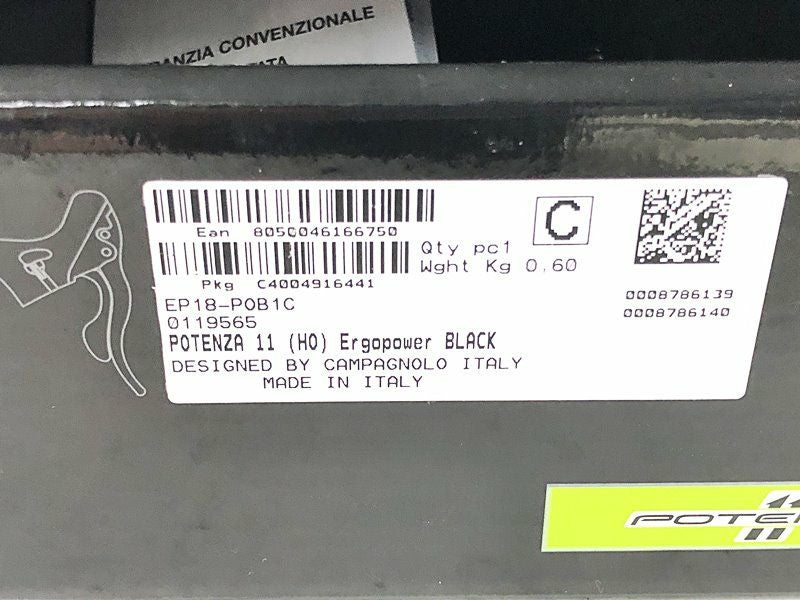 ANZIA CONVENZIONALE
Ean 8050046166750
C
Qty pc1
Pkg C4004916441
Wght Kg 0,60
0008786139
0008786140
EP18-POB1C
0119565
POTENZA 11 (HO) Ergopower BLACK
DESIGNED BY CAMPAGNOLO ITALY
MADE IN ITALY
POTE
11